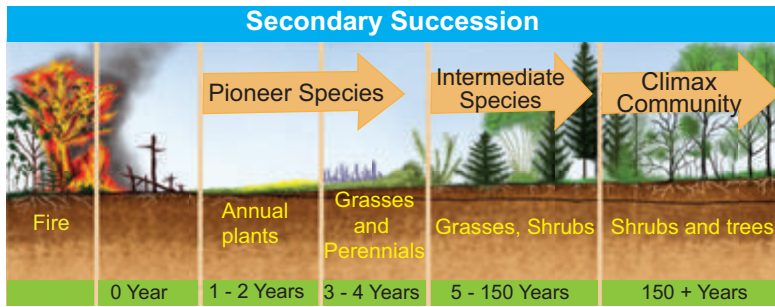 Secondary Succession
Pioneer Species
Intermediate
Species
Climax
Community
Fire
Annual
plants
Grasses
and
Perennials
Grasses, Shrubs
Shrubs and trees
0 Year
1 - 2 Years
3 - 4 Years
5 - 150 Years
150 + Years